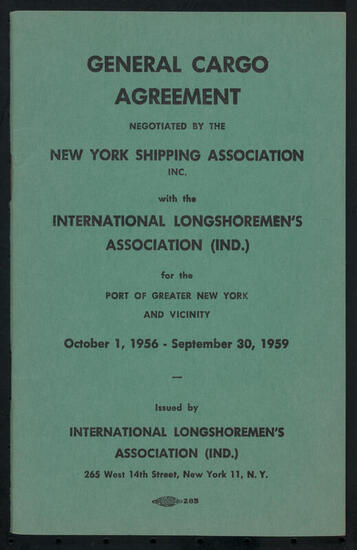 GENERAL CARGO
AGREEMENT
NEGOTIATED BY THE
NEW YORK SHIPPING ASSOCIATION
INC.
with the
INTERNATIONAL LONGSHOREMEN'S
ASSOCIATION (IND.)
for the
PORT OF GREATER NEW YORK
AND VICINITY
October 1, 1956 - September 30, 1959
—
Issued by
INTERNATIONAL LONGSHOREMEN'S
ASSOCIATION (IND.)
265 West 14th Street, New York 11, N. Y.
285